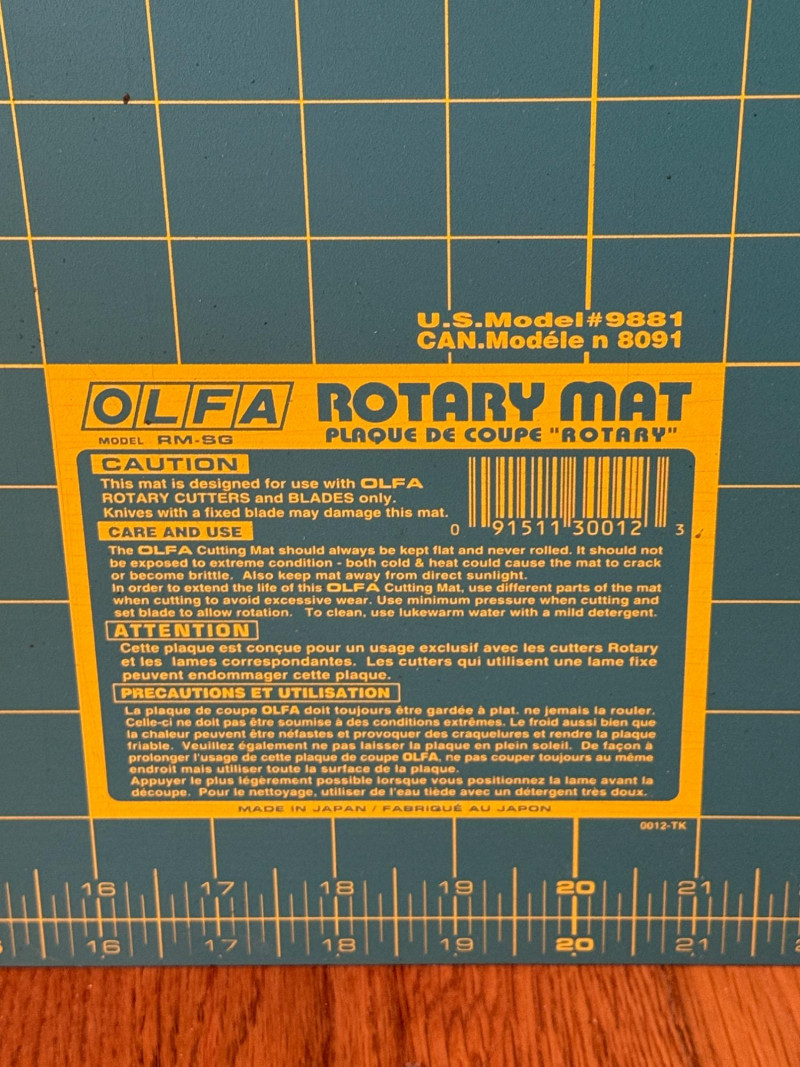 U.S.Model#9881
CAN.Modéle n 8091
OLFA ROTARY MAT
MODEL RM-SG PLAQUE DE COUPE "ROTARY"
CAUTION
This mat is designed for use with OLFA
ROTARY CUTTERS and BLADES only.
Knives with a fixed blade may damage this mat.
0 91511 30012 3
CARE AND USE
The OLFA Cutting Mat should always be kept flat and never rolled. It should not
be exposed to extreme condition - both cold & heat could cause the mat to crack
or become brittle. Also keep mat away from direct sunlight.
In order to extend the life of this OLFA Cutting Mat, use different parts of the mat
when cutting to avoid excessive wear. Use minimum pressure when cutting and
set blade to allow rotation. To clean, use lukewarm water with a mild detergent.
ATTENTION
Cette plaque est conçue pour un usage exclusif avec les cutters Rotary
et les lames correspondantes. Les cutters qui utilisent une lame fixe
peuvent endommager cette plaque.
PRECAUTIONS ET UTILISATION
La plaque de coupe OLFA doit toujours être gardée à plat. ne jemais la rouler.
Celle-ci ne doit pas être soumise à des conditions extrêmes. Le froid aussi bien que
la chaleur peuvent être néfastes et provoquer des craquelures et rendre la plaque
friable. Veuillez également ne pas laisser la plaque en plein soleil. De façon à
prolonger l'usage de cette plaque de coupe OLFA, ne pas couper toujours au même
endroit mais utiliser toute la surface de la plaque.
Appuyer le plus légèrement possible lorsque vous positionnez la lame avant la
découpe. Pour le nettoyage, utiliser de l'eau tiède avec un détergent très doux.
MADE IN JAPAN / FABRIQUÉ AU JAPON
0012-TK
16 17 18 19 20 21
16 17 18 19 20 21